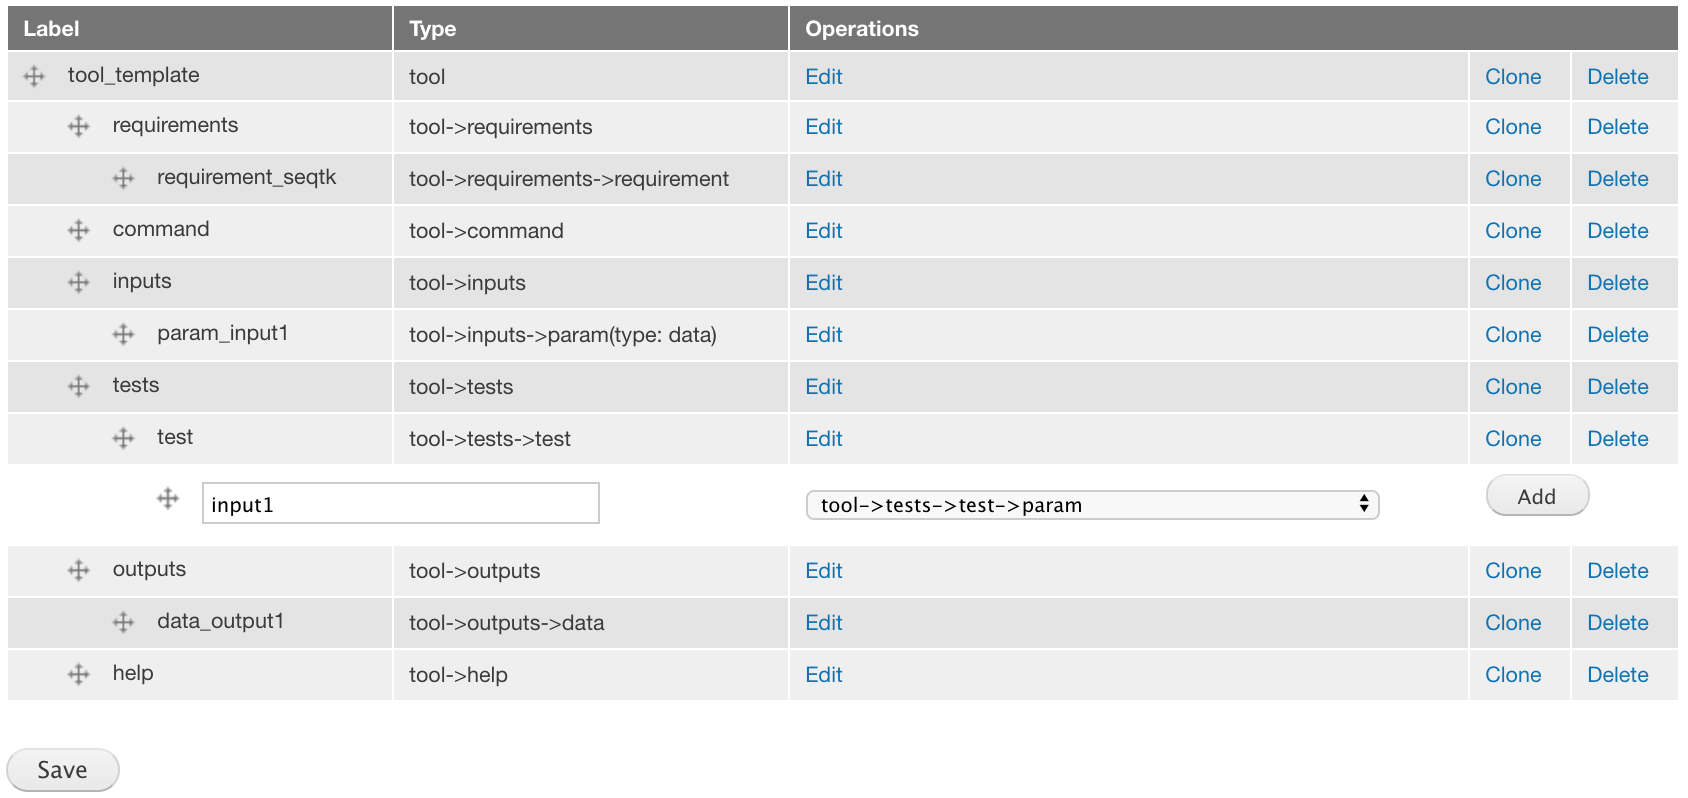 Label Type Operations
tool_template tool Edit Clone Delete
requirements tool->requirements Edit Clone Delete
requirement_seqtk tool->requirements->requirement Edit Clone Delete
command tool->command Edit Clone Delete
inputs tool->inputs Edit Clone Delete
param_input1 tool->inputs->param(type: data) Edit Clone Delete
tests tool->tests Edit Clone Delete
test tool->tests->test Edit Clone Delete
input1 tool->tests->test->param Add
outputs tool->outputs Edit Clone Delete
data_output1 tool->outputs->data Edit Clone Delete
help tool->help Edit Clone Delete
Save